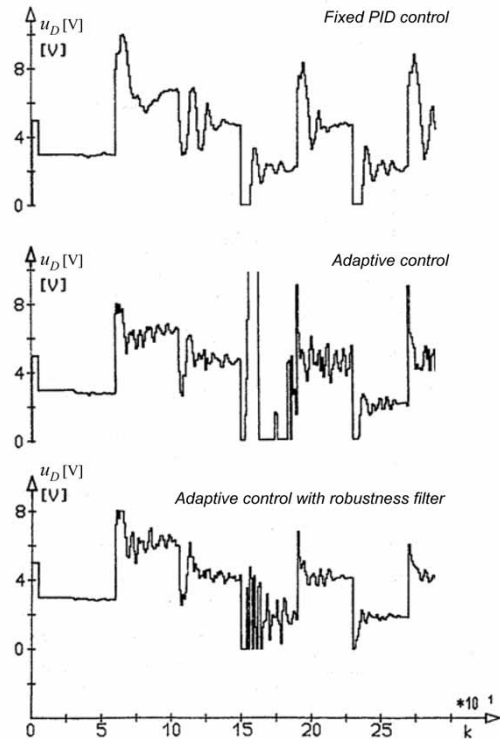 u_D [V]
Fixed PID control
[V]
8
4
0
u_D [V]
Adaptive control
[V]
8
4
0
u_D [V]
Adaptive control with robustness filter
[V]
8
4
0
*10 ¹
0 5 10 15 20 25 k